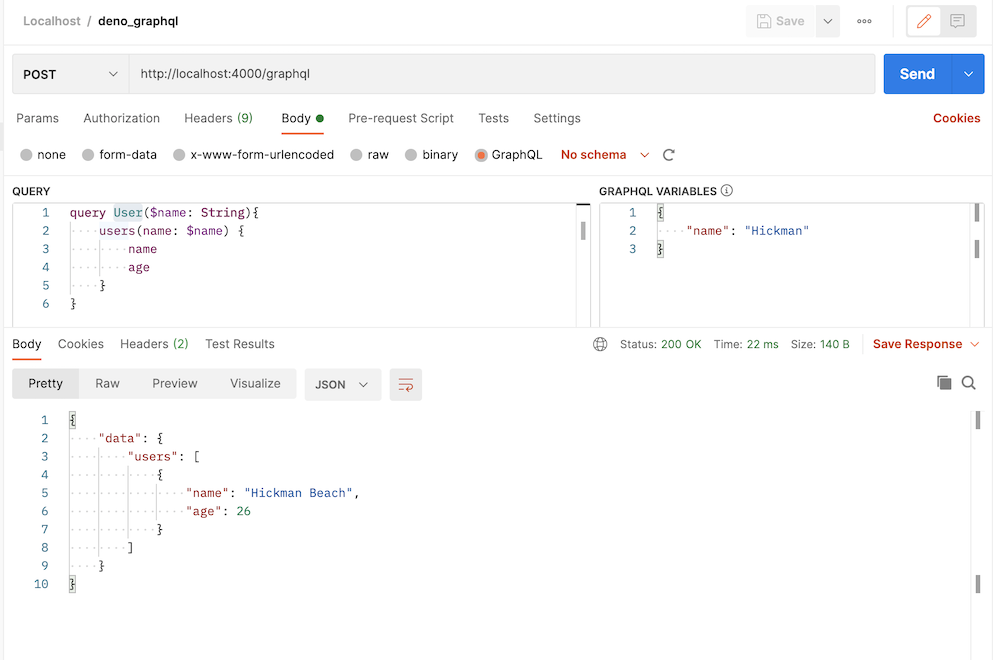 Localhost / deno_graphql
Save
POST http://localhost:4000/graphql Send
Params Authorization Headers (9) Body Pre-request Script Tests Settings Cookies
none form-data x-www-form-urlencoded raw binary GraphQL No schema
QUERY
1 query User($name: String){
2 users(name: $name) {
3 name
4 age
5 }
6 }
GRAPHQL VARIABLES
1 {
2 "name": "Hickman"
3 }
Body Cookies Headers (2) Test Results Status: 200 OK Time: 22 ms Size: 140 B Save Response
Pretty Raw Preview Visualize JSON
1 {
2 "data": {
3 "users": [
4 {
5 "name": "Hickman Beach",
6 "age": 26
7 }
8 ]
9 }
10 }